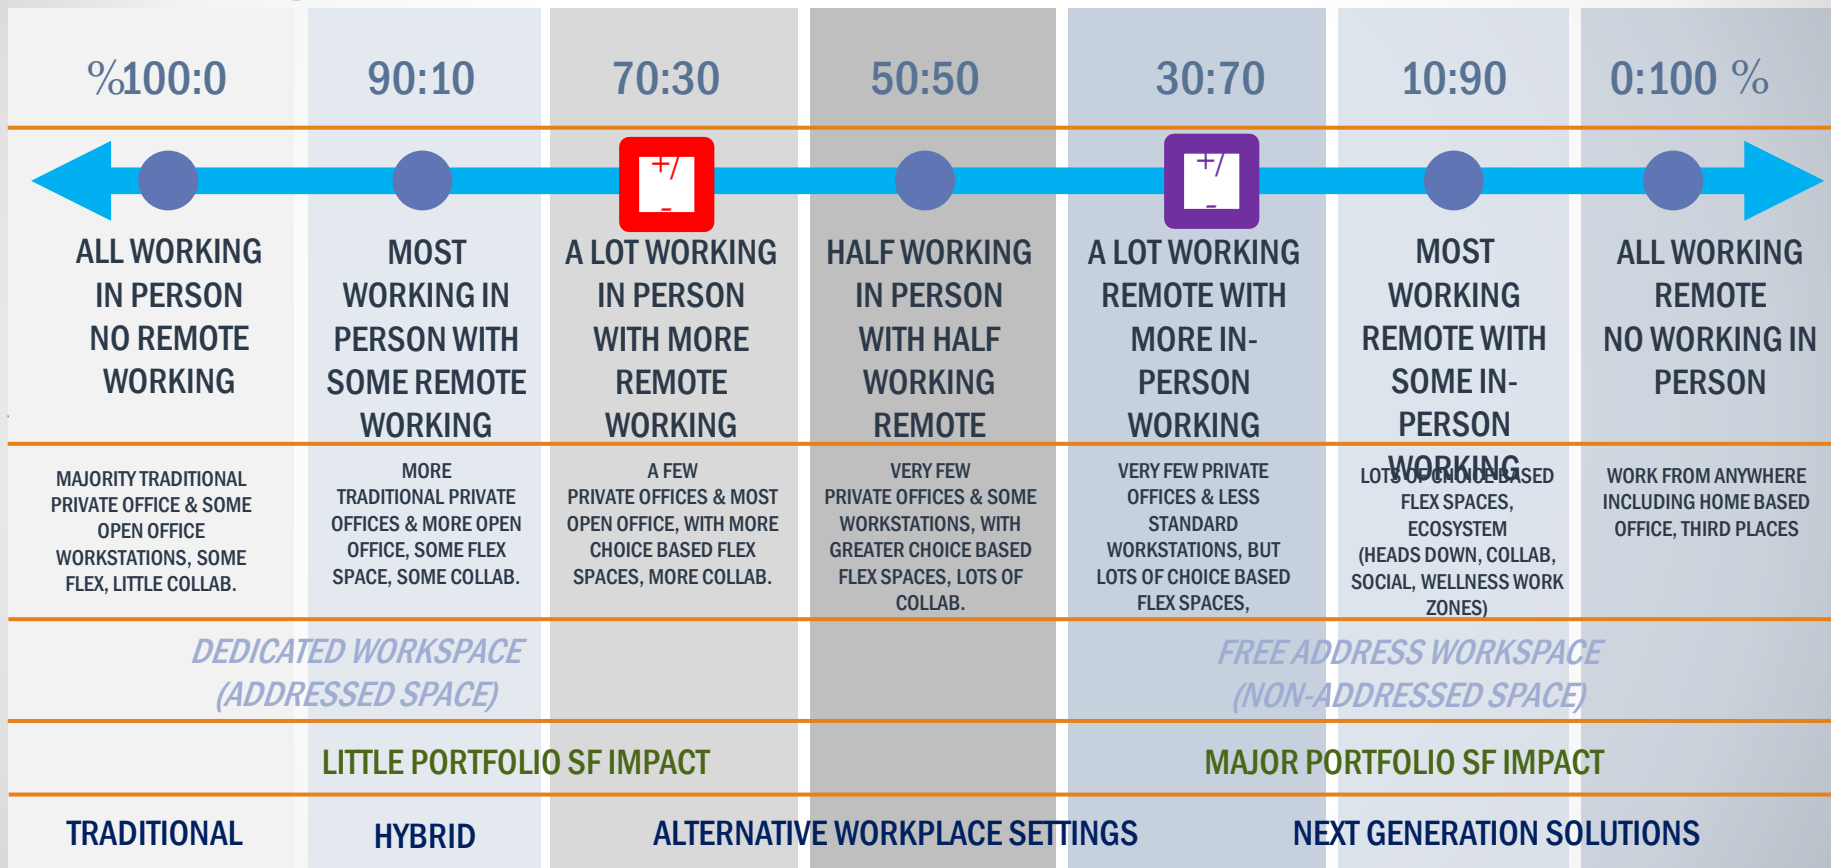 %100:0
90:10
70:30
50:50
30:70
10:90
0:100 %
+/
-
+/
-
ALL WORKING
IN PERSON
NO REMOTE
WORKING
MOST
WORKING IN
PERSON WITH
SOME REMOTE
WORKING
A LOT WORKING
IN PERSON
WITH MORE
REMOTE
WORKING
HALF WORKING
IN PERSON
WITH HALF
WORKING
REMOTE
A LOT WORKING
REMOTE WITH
MORE IN-
PERSON
WORKING
MOST
WORKING
REMOTE WITH
SOME IN-
PERSON
WORKING
ALL WORKING
REMOTE
NO WORKING IN
PERSON
MAJORITY TRADITIONAL
PRIVATE OFFICE & SOME
OPEN OFFICE
WORKSTATIONS, SOME
FLEX, LITTLE COLLAB.
MORE
TRADITIONAL PRIVATE
OFFICES & MORE OPEN
OFFICE, SOME FLEX
SPACE, SOME COLLAB.
A FEW
PRIVATE OFFICES & MOST
OPEN OFFICE, WITH MORE
CHOICE BASED FLEX
SPACES, MORE COLLAB.
VERY FEW
PRIVATE OFFICES & SOME
WORKSTATIONS, WITH
GREATER CHOICE BASED
FLEX SPACES, LOTS OF
COLLAB.
VERY FEW PRIVATE
OFFICES & LESS
STANDARD
WORKSTATIONS, BUT
LOTS OF CHOICE BASED
FLEX SPACES,
LOTS OF CHOICE BASED
FLEX SPACES,
ECOSYSTEM
(HEADS DOWN, COLLAB,
SOCIAL, WELLNESS WORK
ZONES)
WORK FROM ANYWHERE
INCLUDING HOME BASED
OFFICE, THIRD PLACES
DEDICATED WORKSPACE
(ADDRESSED SPACE)
FREE ADDRESS WORKSPACE
(NON-ADDRESSED SPACE)
LITTLE PORTFOLIO SF IMPACT
MAJOR PORTFOLIO SF IMPACT
TRADITIONAL
HYBRID
ALTERNATIVE WORKPLACE SETTINGS
NEXT GENERATION SOLUTIONS